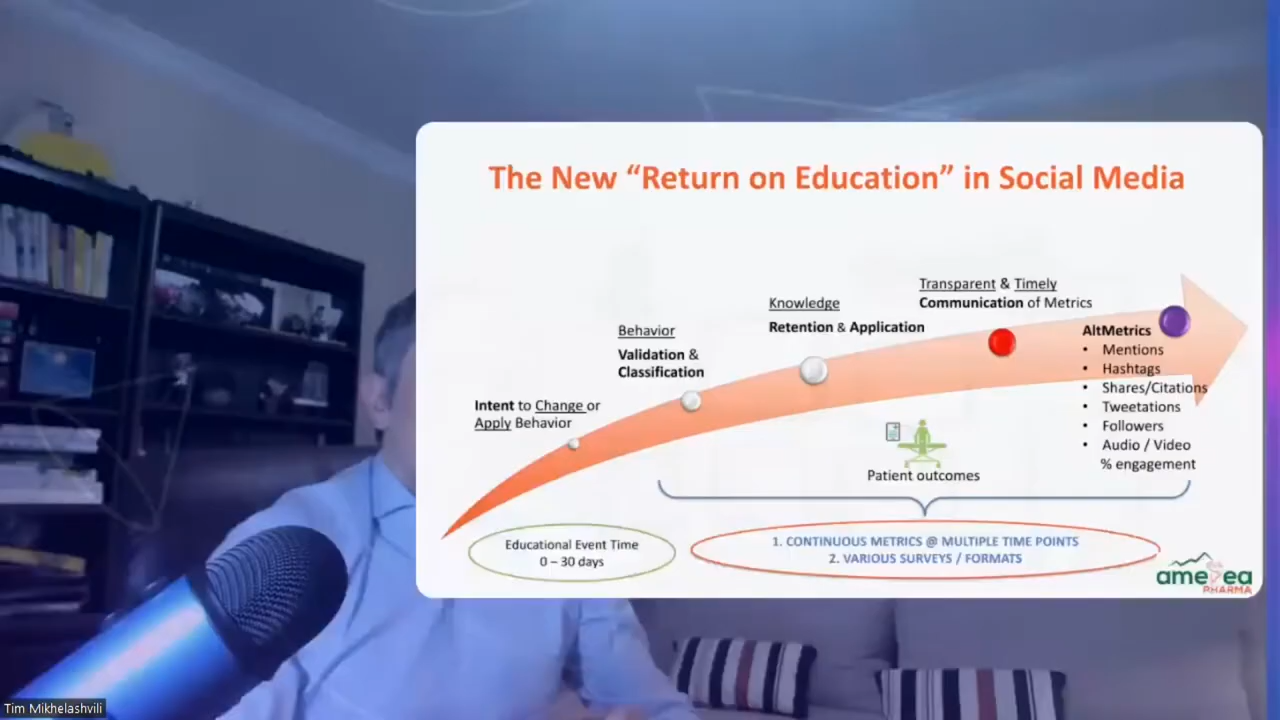 The New “Return on Education” in Social Media
Transparent & Timely
Communication of Metrics
Knowledge
Retention & Application
Behavior
Validation &
Classification
Intent to Change or
Apply Behavior
AltMetrics
• Mentions
• Hashtags
• Shares/Citations
• Tweetations
• Followers
• Audio / Video
% engagement
Patient outcomes
Educational Event Time
0 – 30 days
1. CONTINUOUS METRICS @ MULTIPLE TIME POINTS
2. VARIOUS SURVEYS / FORMATS
PHARMA
Tim Mikhelashvili